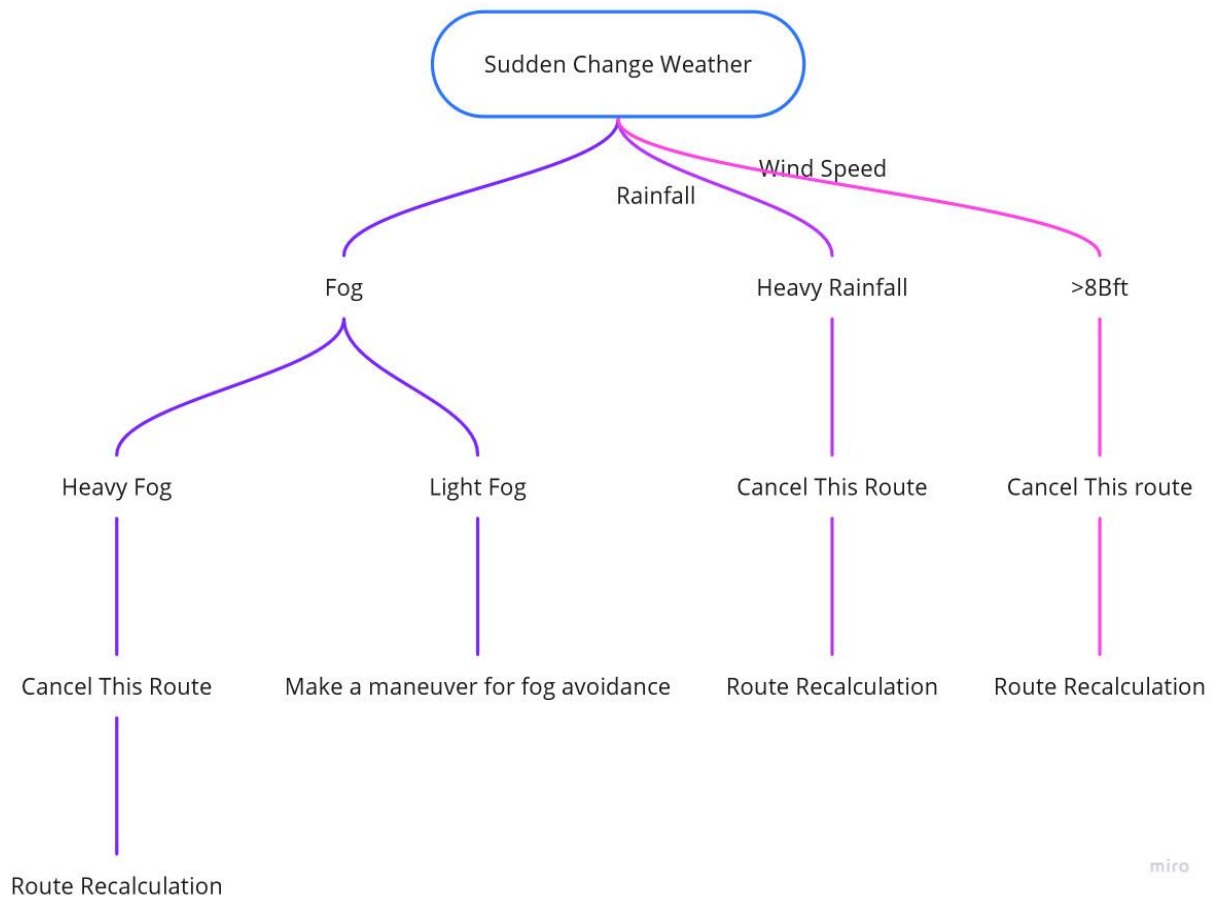 Sudden Change Weather
Wind Speed
Rainfall
Fog
Heavy Rainfall
>8Bft
Heavy Fog
Light Fog
Cancel This Route
Cancel This route
Cancel This Route
Make a maneuver for fog avoidance
Route Recalculation
Route Recalculation
Route Recalculation
miro